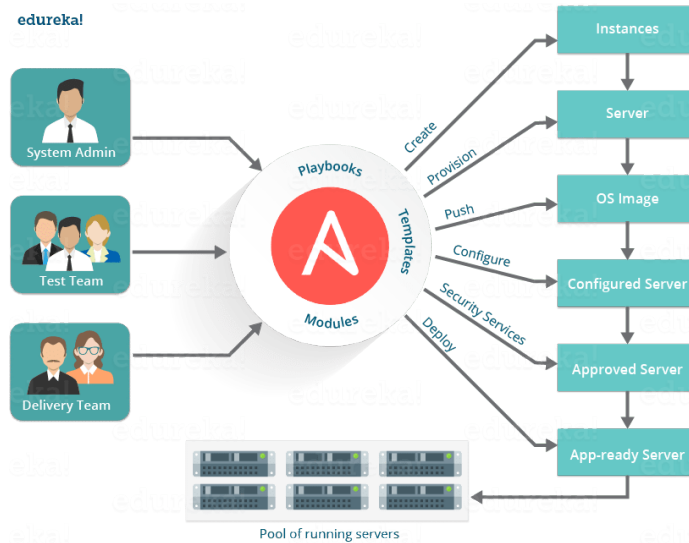 edureka!
System Admin
Test Team
Delivery Team
Playbooks
Templates
Modules
Create
Provision
Push
Configure
Security Services
Deploy
Instances
Server
OS Image
Configured Server
Approved Server
App-ready Server
Pool of running servers